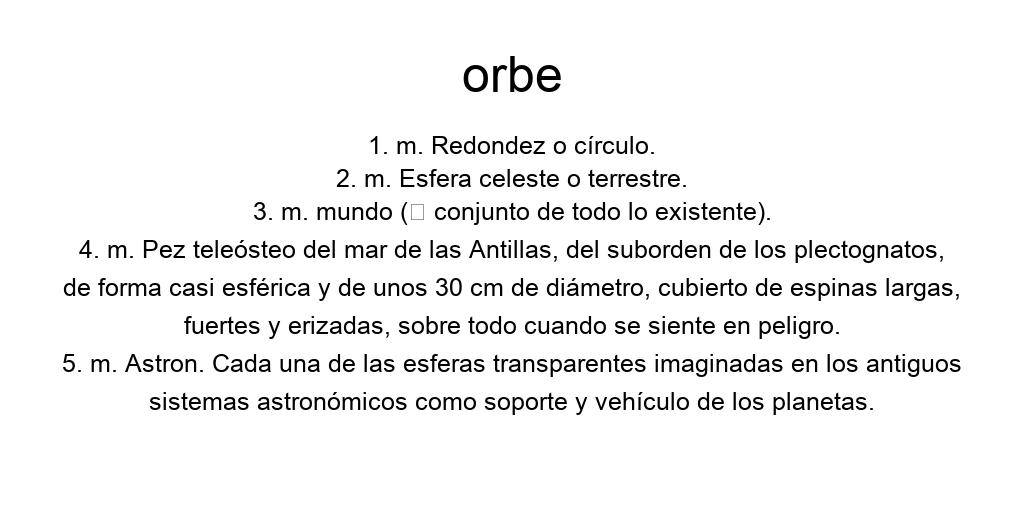 orbe
1. m. Redondez o círculo.
2. m. Esfera celeste o terrestre.
3. m. mundo (□ conjunto de todo lo existente).
4. m. Pez teleósteo del mar de las Antillas, del suborden de los plectognatos,
de forma casi esférica y de unos 30 cm de diámetro, cubierto de espinas largas,
fuertes y erizadas, sobre todo cuando se siente en peligro.
5. m. Astron. Cada una de las esferas transparentes imaginadas en los antiguos
sistemas astronómicos como soporte y vehículo de los planetas.